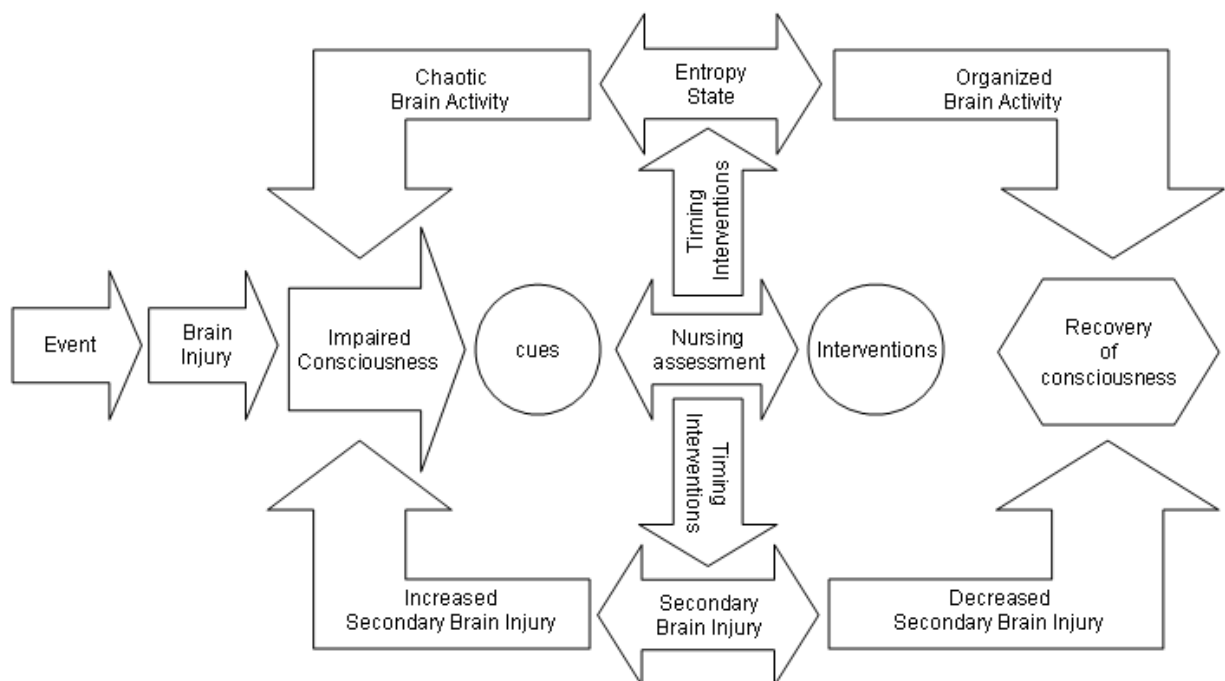 Chaotic
Brain Activity
Entropy
State
Organized
Brain Activity
Timing
Interventions
Event
Brain
Injury
Impaired
Consciousness
cues
Nursing
assessment
Interventions
Recovery
of
consciousness
Timing
Interventions
Increased
Secondary Brain Injury
Secondary
Brain Injury
Decreased
Secondary Brain Injury